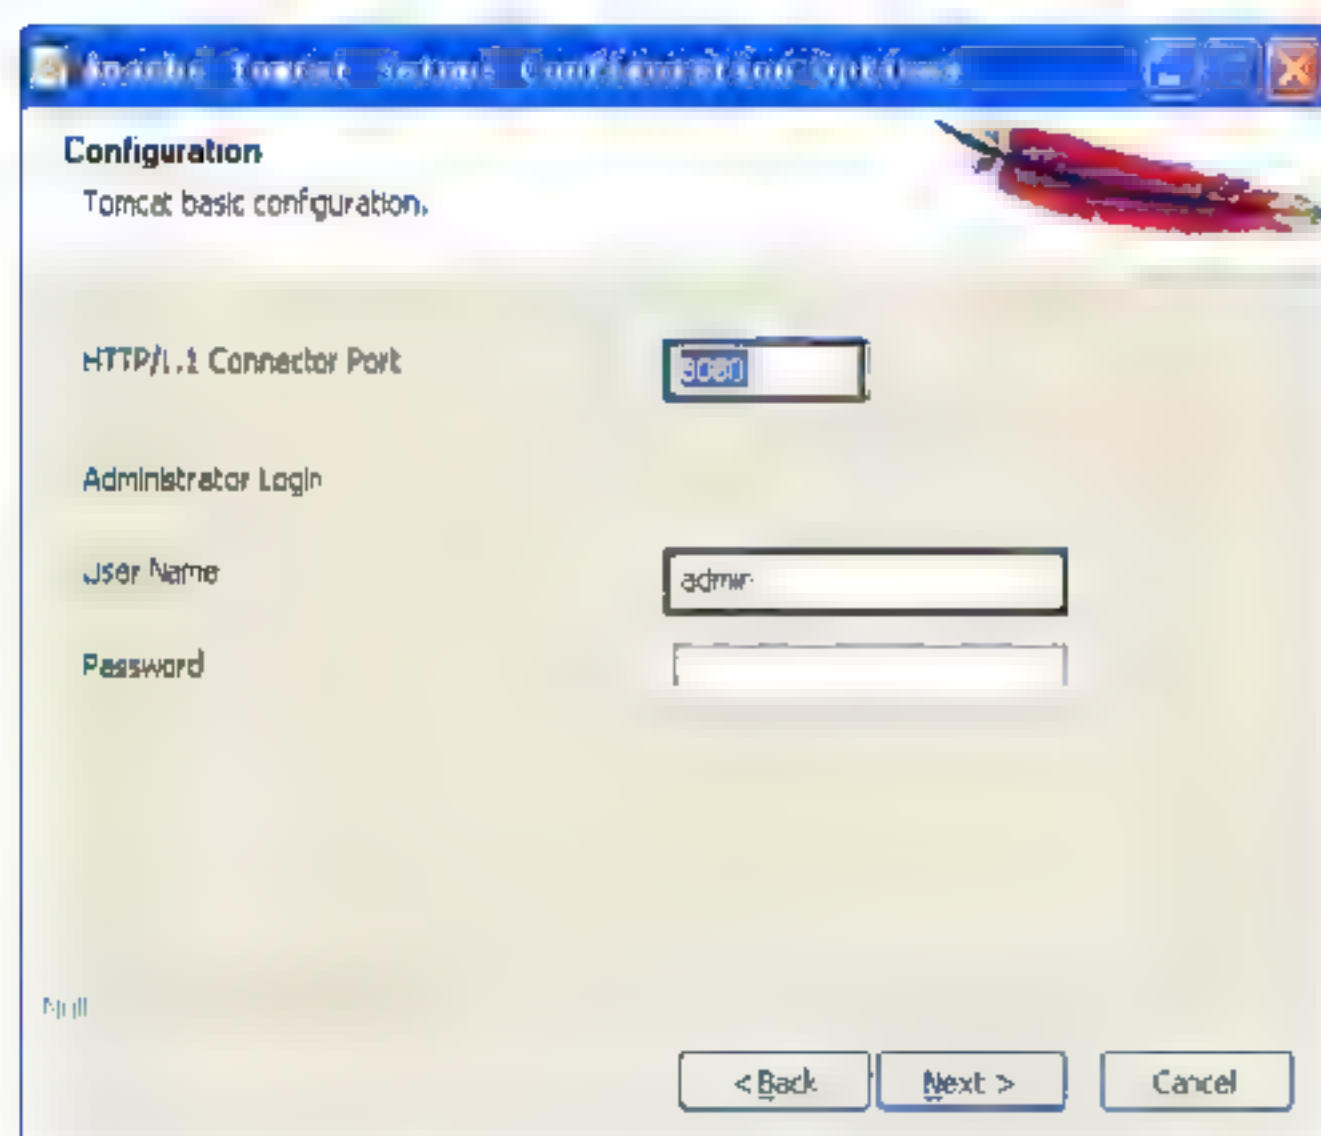 Apache Tomcat Setup: Configuration Options
Configuration
Tomcat basic configuration.
HTTP/1.1 Connector Port
8080
Administrator Login
User Name
admin
Password
Null
< Back
Next >
Cancel